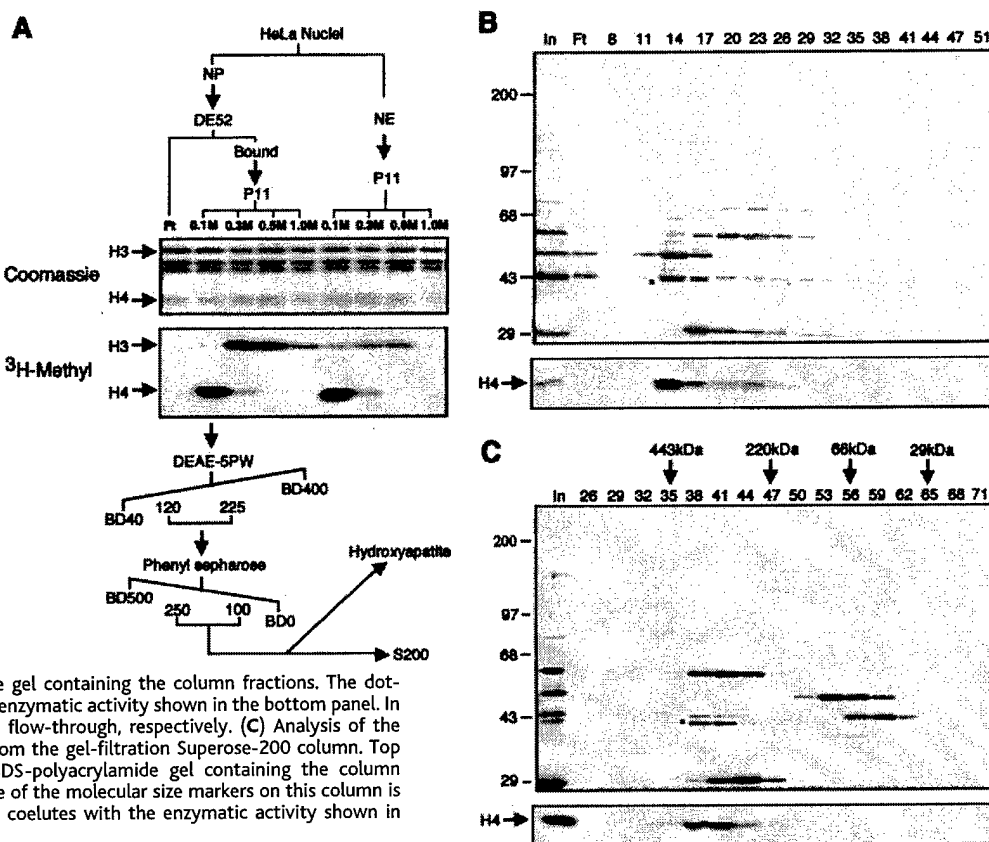 A
HeLa Nuclei
NP
DE52
NE
Bound
P11
P11
Ft 0.1M 0.3M 0.5M 1.0M 0.1M 0.3M 0.5M 1.0M
H3
Coomassie
H4
H3
3H-Methyl
H4
DEAE-5PW
BD40 120 225 BD400
Phenyl sepharose
Hydroxyapatite
BD500 250 100 BD0
S200
e gel containing the column fractions. The dot-
enzymatic activity shown in the bottom panel. In
flow-through, respectively. (C) Analysis of the
om the gel-filtration Superose-200 column. Top
DS-polyacrylamide gel containing the column
e of the molecular size markers on this column is
coelutes with the enzymatic activity shown in
B
In Ft 8 11 14 17 20 23 26 29 32 35 38 41 44 47 51
200
97
68
43
29
H4
C
443kDa 220kDa 66kDa 29kDa
In 26 29 32 35 38 41 44 47 50 53 56 59 62 65 68 71
200
97
68
43
29
H4